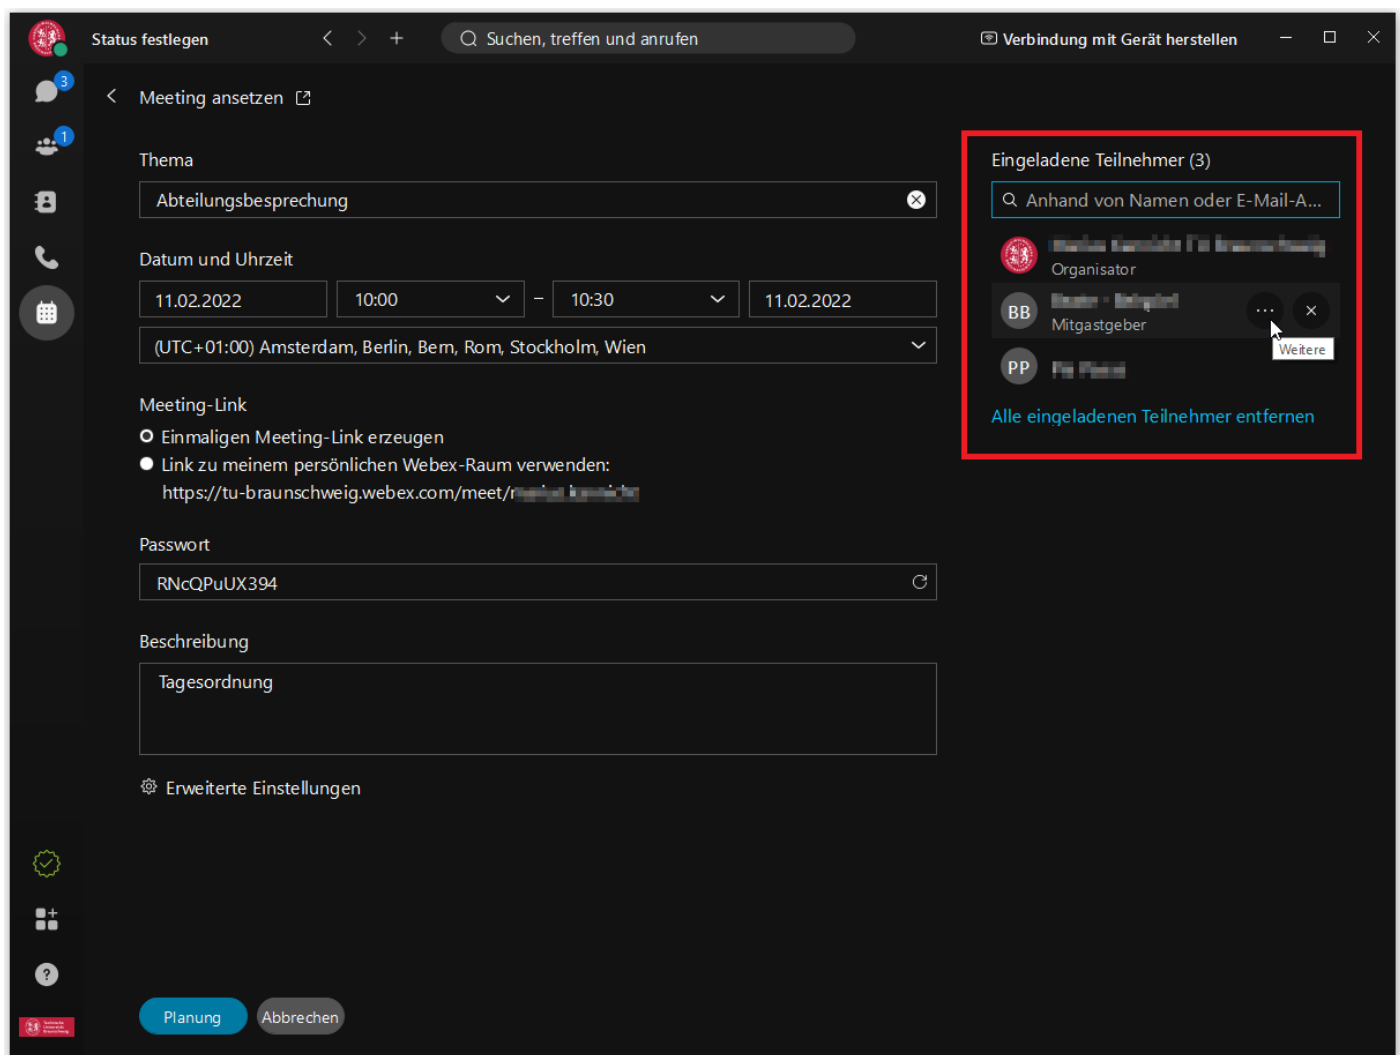 Status festlegen
Suchen, treffen und anrufen
Verbindung mit Gerät herstellen
3
1
Meeting ansetzen
Thema
Abteilungsbesprechung
Datum und Uhrzeit
11.02.2022 10:00 – 10:30 11.02.2022
(UTC+01:00) Amsterdam, Berlin, Bern, Rom, Stockholm, Wien
Meeting-Link
Einmaligen Meeting-Link erzeugen
Link zu meinem persönlichen Webex-Raum verwenden:
https://tu-braunschweig.webex.com/meet/
Passwort
RNcQPuUX394
Beschreibung
Tagesordnung
Erweiterte Einstellungen
Planung
Abbrechen
Eingeladene Teilnehmer (3)
Anhand von Namen oder E-Mail-A...
Organisator
BB
Mitgastgeber
Weitere
PP
Alle eingeladenen Teilnehmer entfernen
?